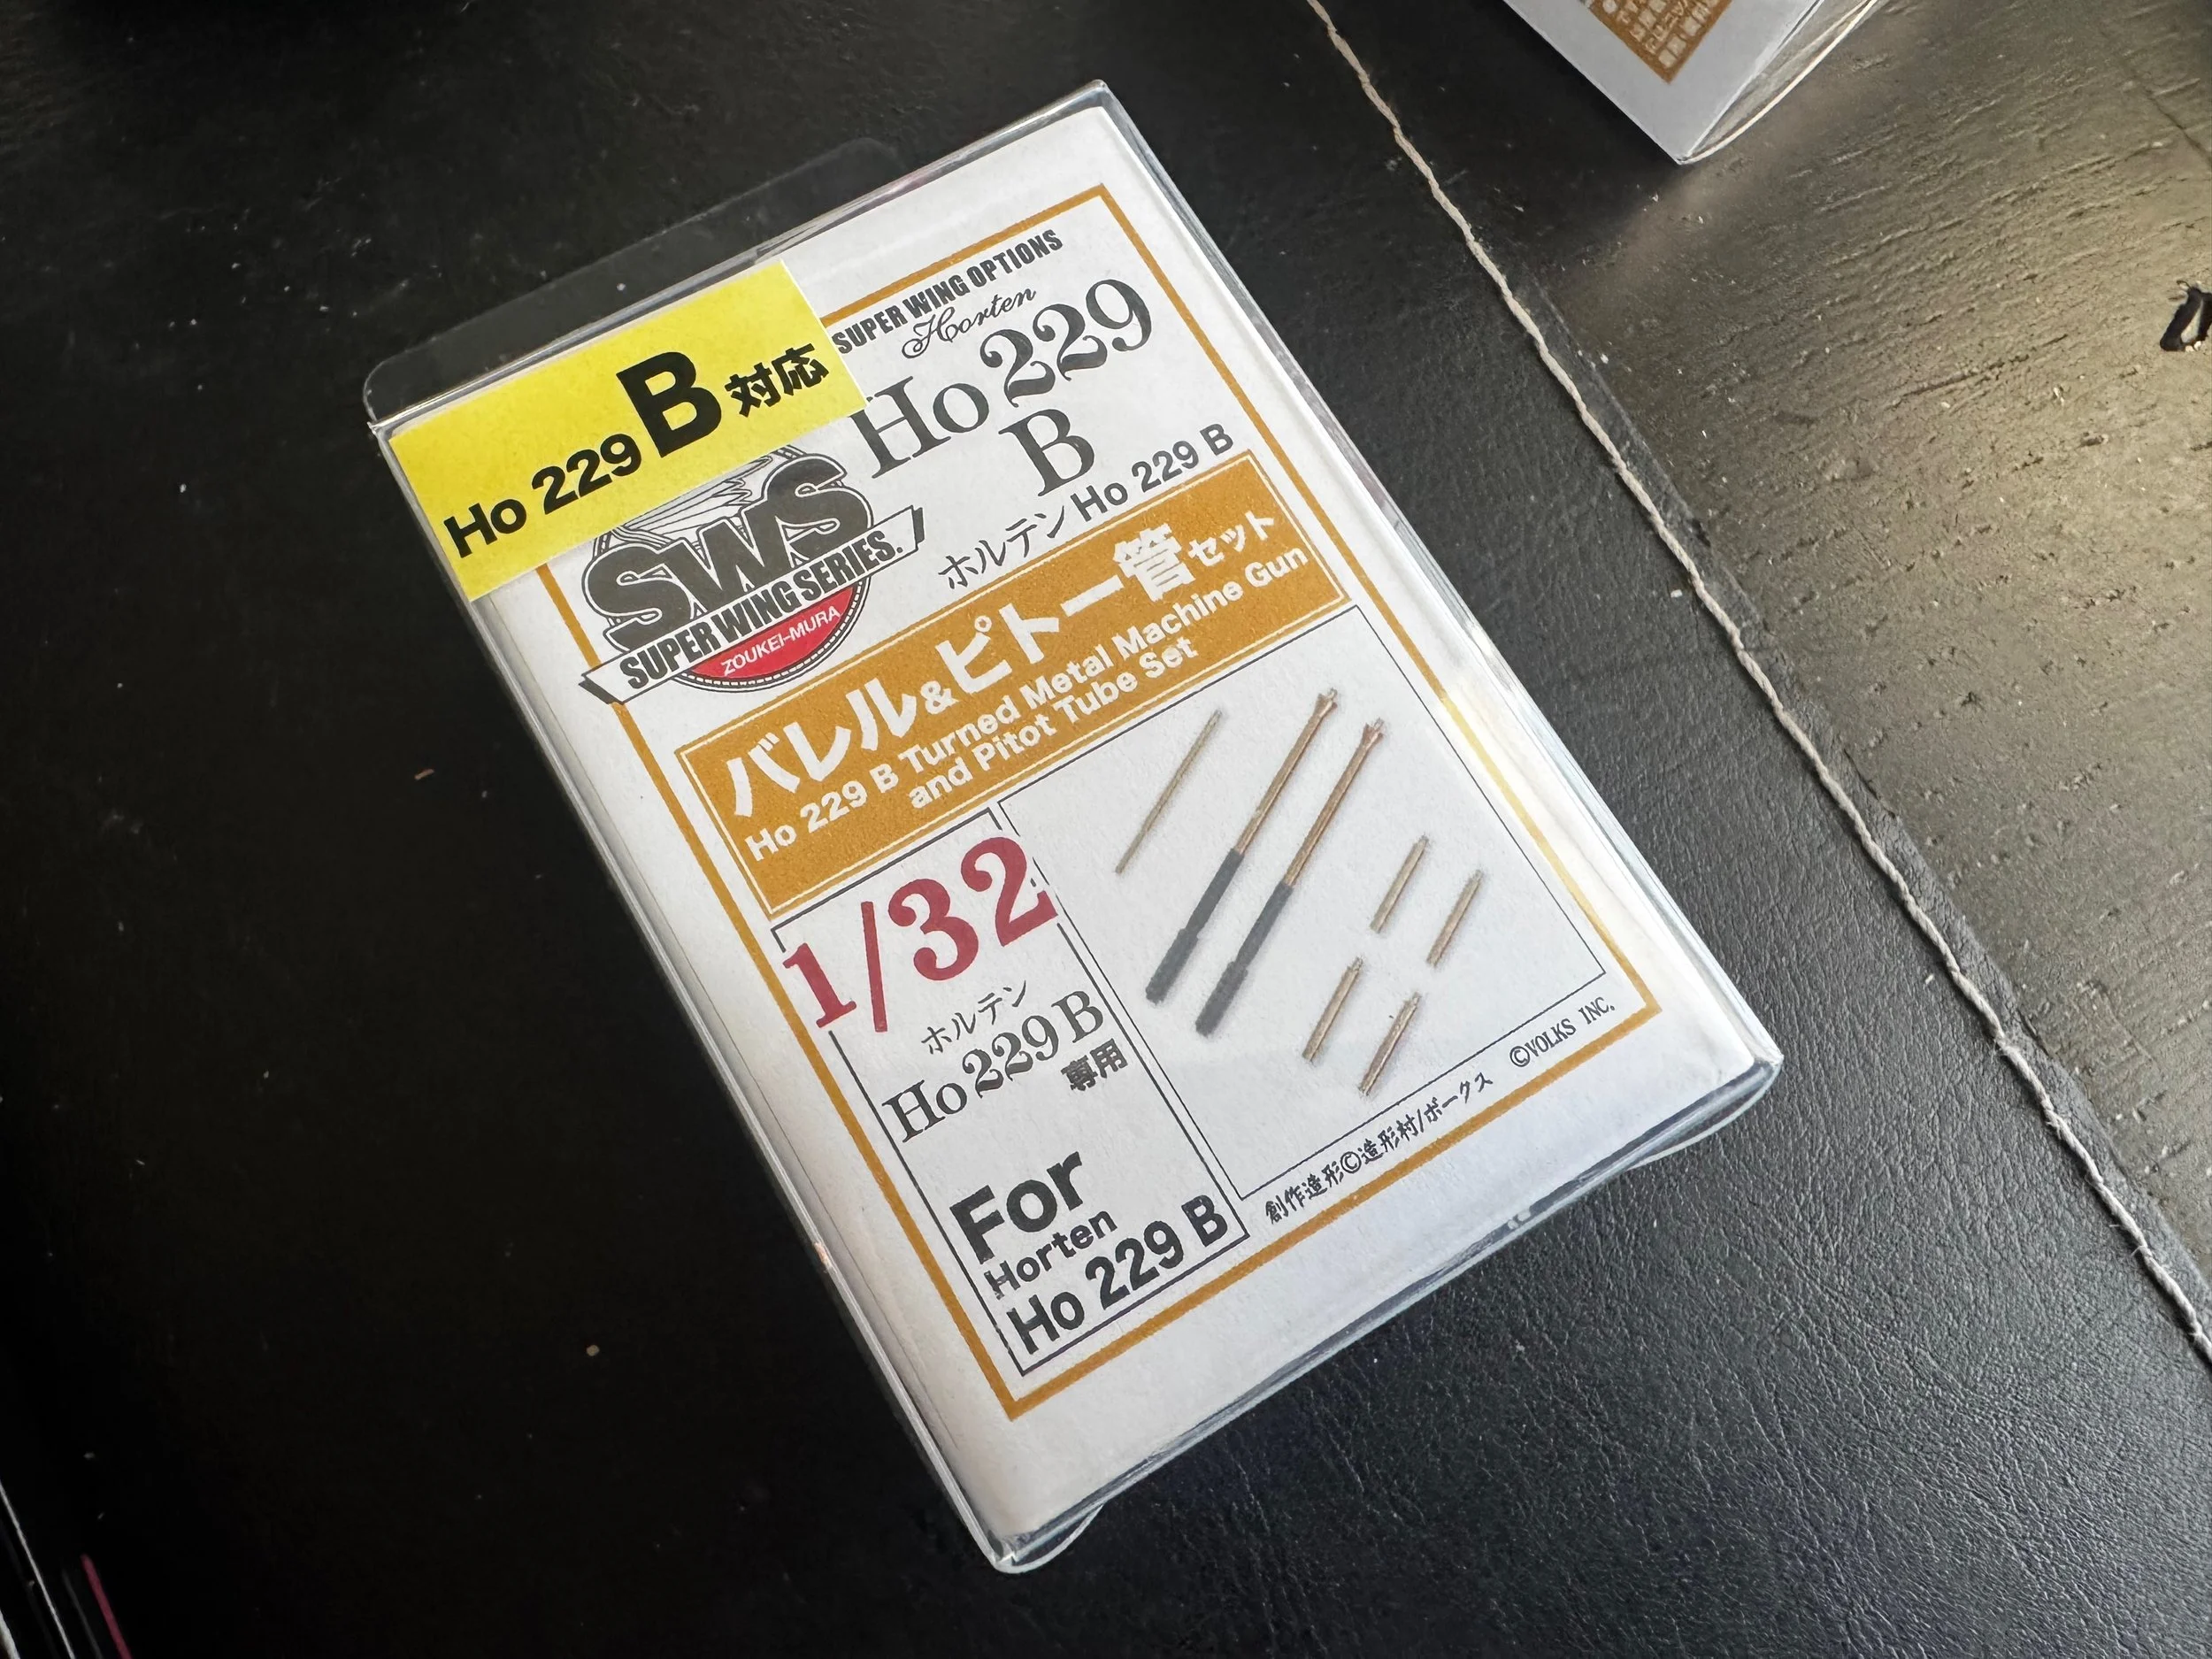 Ho 229 B 対応
SUPER WING OPTIONS
Horten
Ho 229
B
ホルテン Ho 229 B
SWS
SUPER WING SERIES.
ZOUKEI-MURA
バレル&ピトー管セット
Ho 229 B Turned Metal Machine Gun
and Pitot Tube Set
1/32
ホルテン
Ho 229 B
専用
For
Horten
Ho 229 B
創作造形©造形村/ボークス ©VOLKS INC.